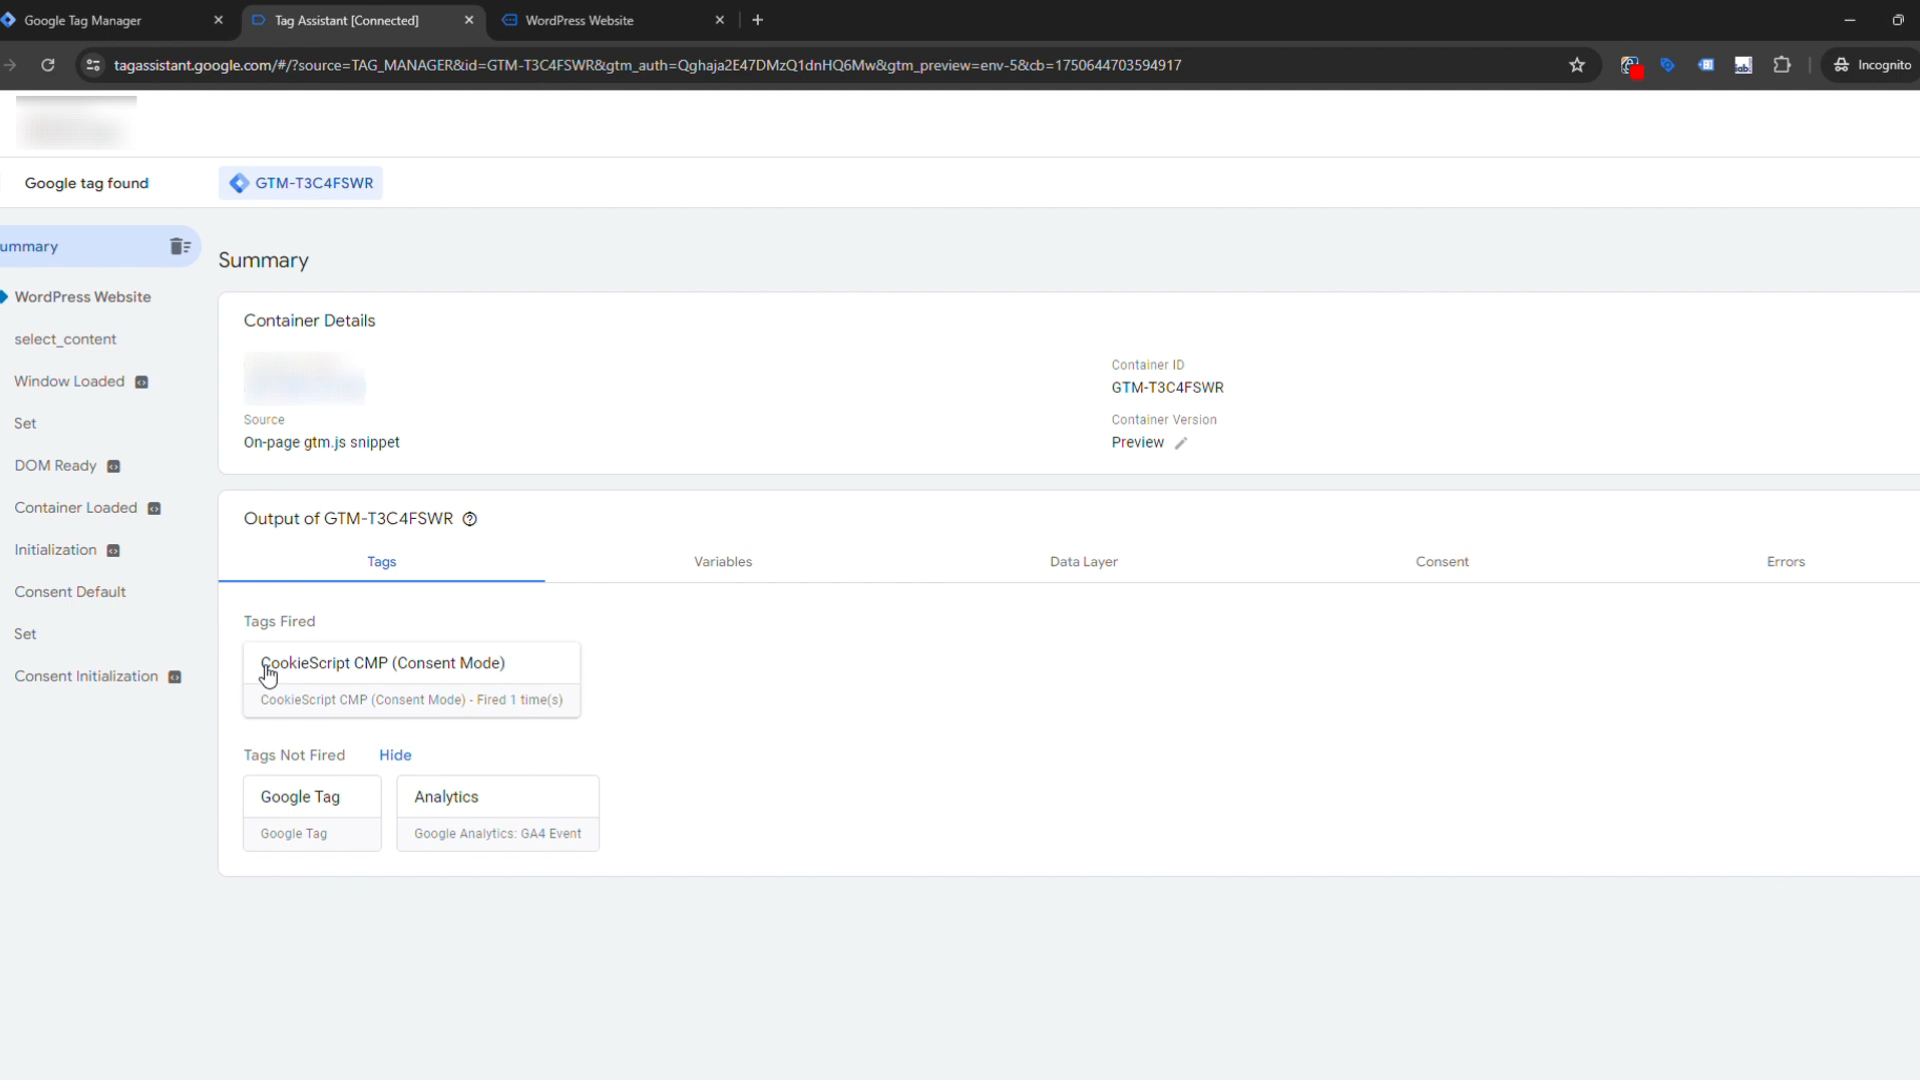 Google Tag Manager
Tag Assistant [Connected]
WordPress Website
tagassistant.google.com/#/?source=TAG_MANAGER&id=GTM-T3C4FSWR&gtm_auth=Qghaja2E47DMzQ1dnHQ6Mw&gtm_preview=env-5&cb=1750644703594917
iab
Incognito
Google tag found
GTM-T3C4FSWR
ummary
WordPress Website
select_content
Window Loaded
Set
DOM Ready
Container Loaded
Initialization
Consent Default
Set
Consent Initialization
Summary
Container Details
Container ID
GTM-T3C4FSWR
Source
On-page gtm.js snippet
Container Version
Preview
Output of GTM-T3C4FSWR
Tags
Variables
Data Layer
Consent
Errors
Tags Fired
CookieScript CMP (Consent Mode)
CookieScript CMP (Consent Mode) - Fired 1 time(s)
Tags Not Fired
Hide
Google Tag
Google Tag
Analytics
Google Analytics: GA4 Event